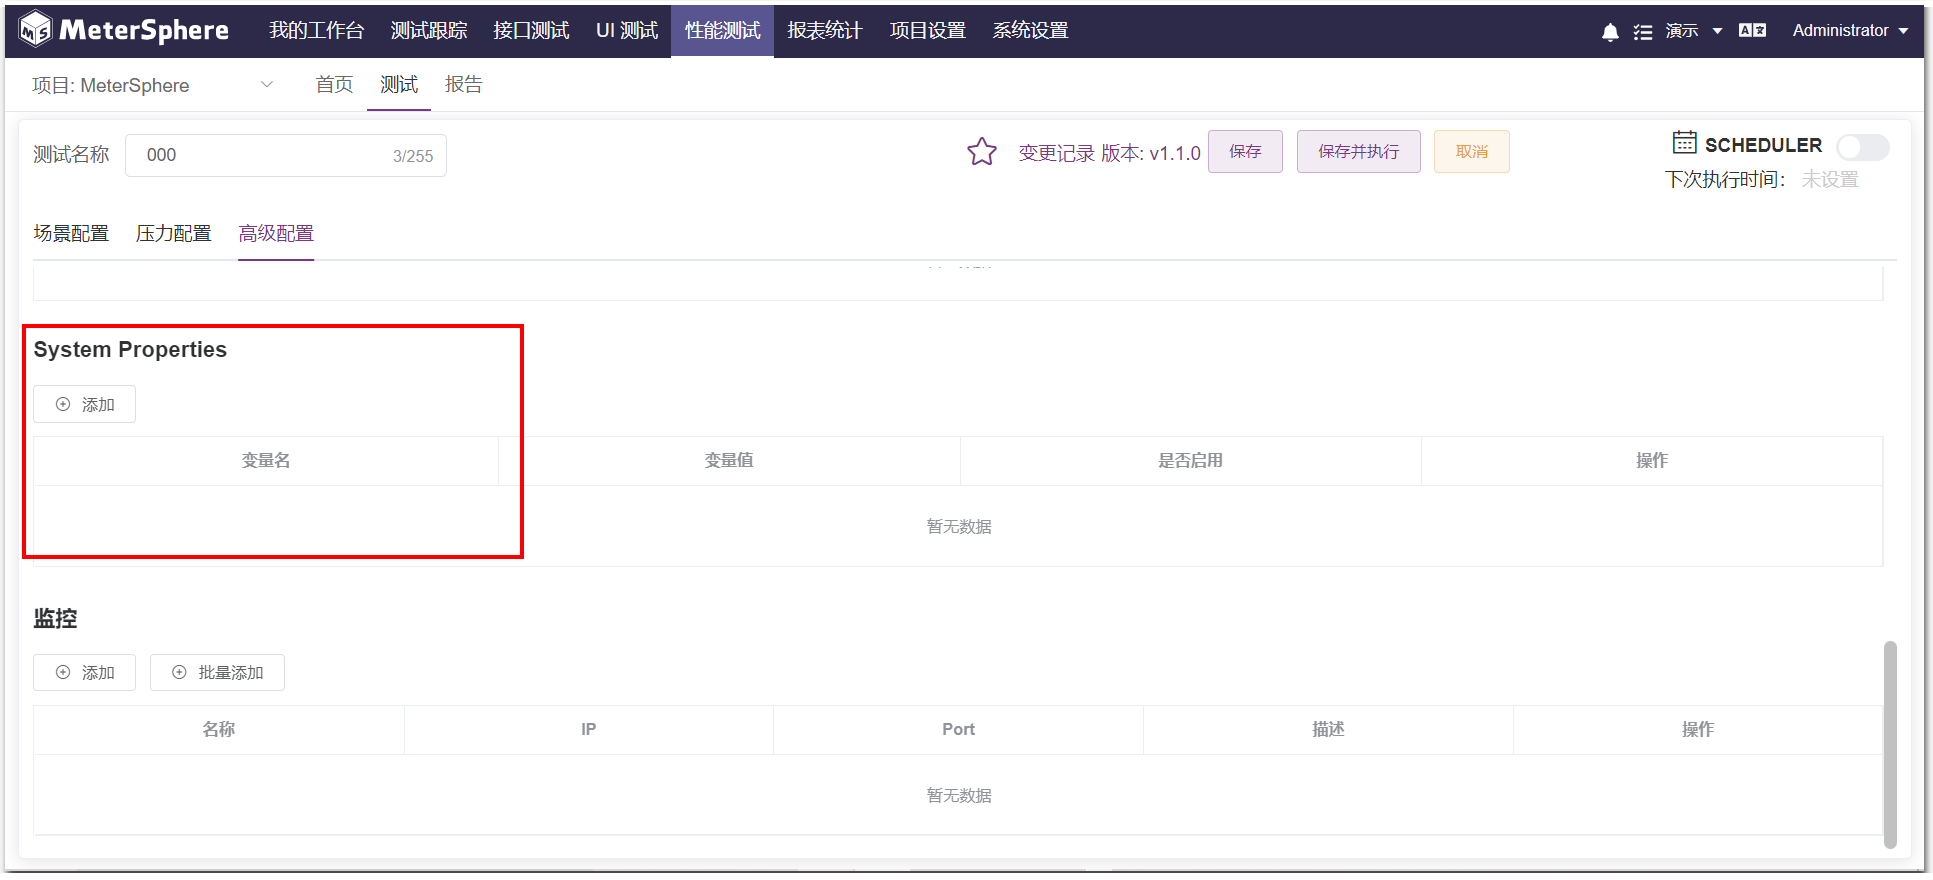 MeterSphere 我的工作台 测试跟踪 接口测试 UI 测试 性能测试 报表统计 项目设置 系统设置 演示 Administrator
项目: MeterSphere 首页 测试 报告
测试名称 000 3/255 变更记录 版本: v1.1.0 保存 保存并执行 取消 SCHEDULER
下次执行时间: 未设置
场景配置 压力配置 高级配置
System Properties
添加
变量名 变量值 是否启用 操作
暂无数据
监控
添加 批量添加
名称 IP Port 描述 操作
暂无数据